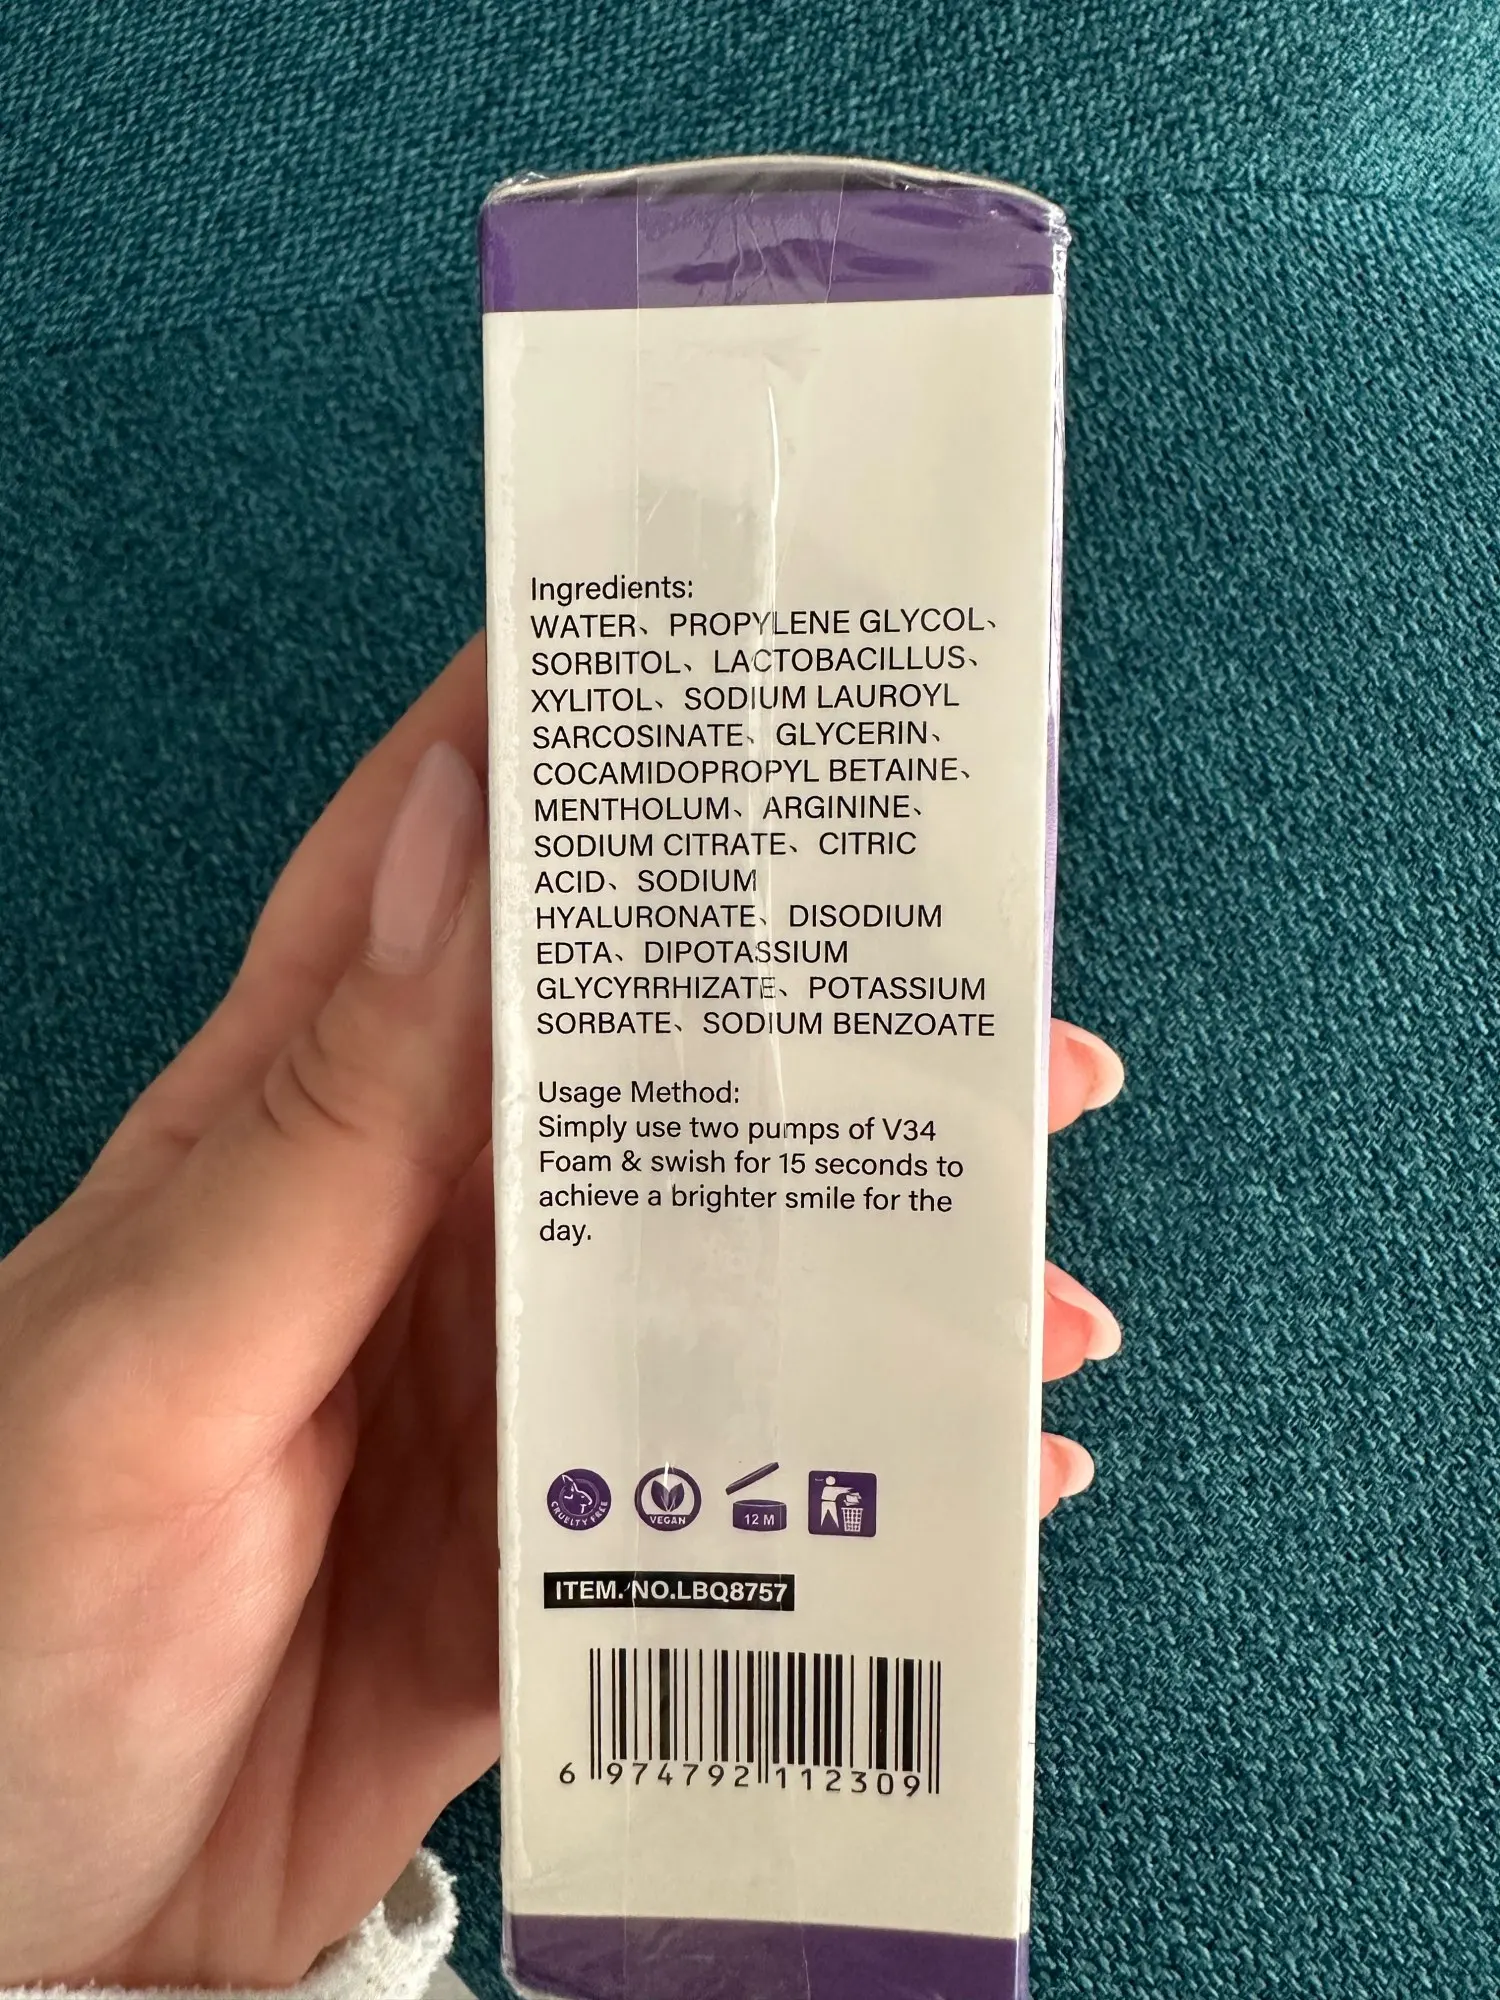 Ingredients:
WATER、PROPYLENE GLYCOL、
SORBITOL、LACTOBACILLUS、
XYLITOL、SODIUM LAUROYL
SARCOSINATE、GLYCERIN、
COCAMIDOPROPYL BETAINE、
MENTHOLUM、ARGININE、
SODIUM CITRATE、CITRIC
ACID、SODIUM
HYALURONATE、DISODIUM
EDTA、DIPOTASSIUM
GLYCYRRHIZATE、POTASSIUM
SORBATE、SODIUM BENZOATE
Usage Method:
Simply use two pumps of V34
Foam & swish for 15 seconds to
achieve a brighter smile for the
day.
CRUELTY FREE
VEGAN
12 M
ITEM. NO.LBQ8757
6 974792 112309